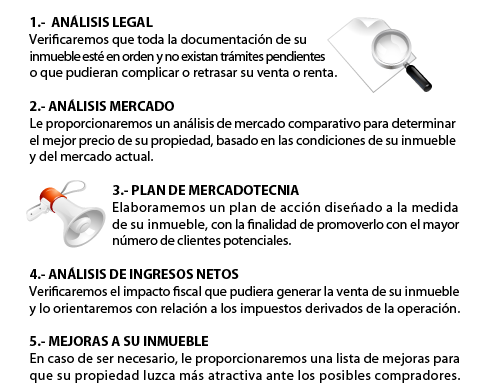 1.- ANÁLISIS LEGAL
Verificaremos que toda la documentación de su
inmueble esté en orden y no existan trámites pendientes
o que pudieran complicar o retrasar su venta o renta.
2.- ANÁLISIS MERCADO
Le proporcionaremos un análisis de mercado comparativo para determinar
el mejor precio de su propiedad, basado en las condiciones de su inmueble
y del mercado actual.
3.- PLAN DE MERCADOTECNIA
Elaboramemos un plan de acción diseñado a la medida
de su inmueble, con la finalidad de promoverlo con el mayor
número de clientes potenciales.
4.- ANÁLISIS DE INGRESOS NETOS
Verificaremos el impacto fiscal que pudiera generar la venta de su inmueble
y lo orientaremos con relación a los impuestos derivados de la operación.
5.- MEJORAS A SU INMUEBLE
En caso de ser necesario, le proporcionaremos una lista de mejoras para
que su propiedad luzca más atractiva ante los posibles compradores.